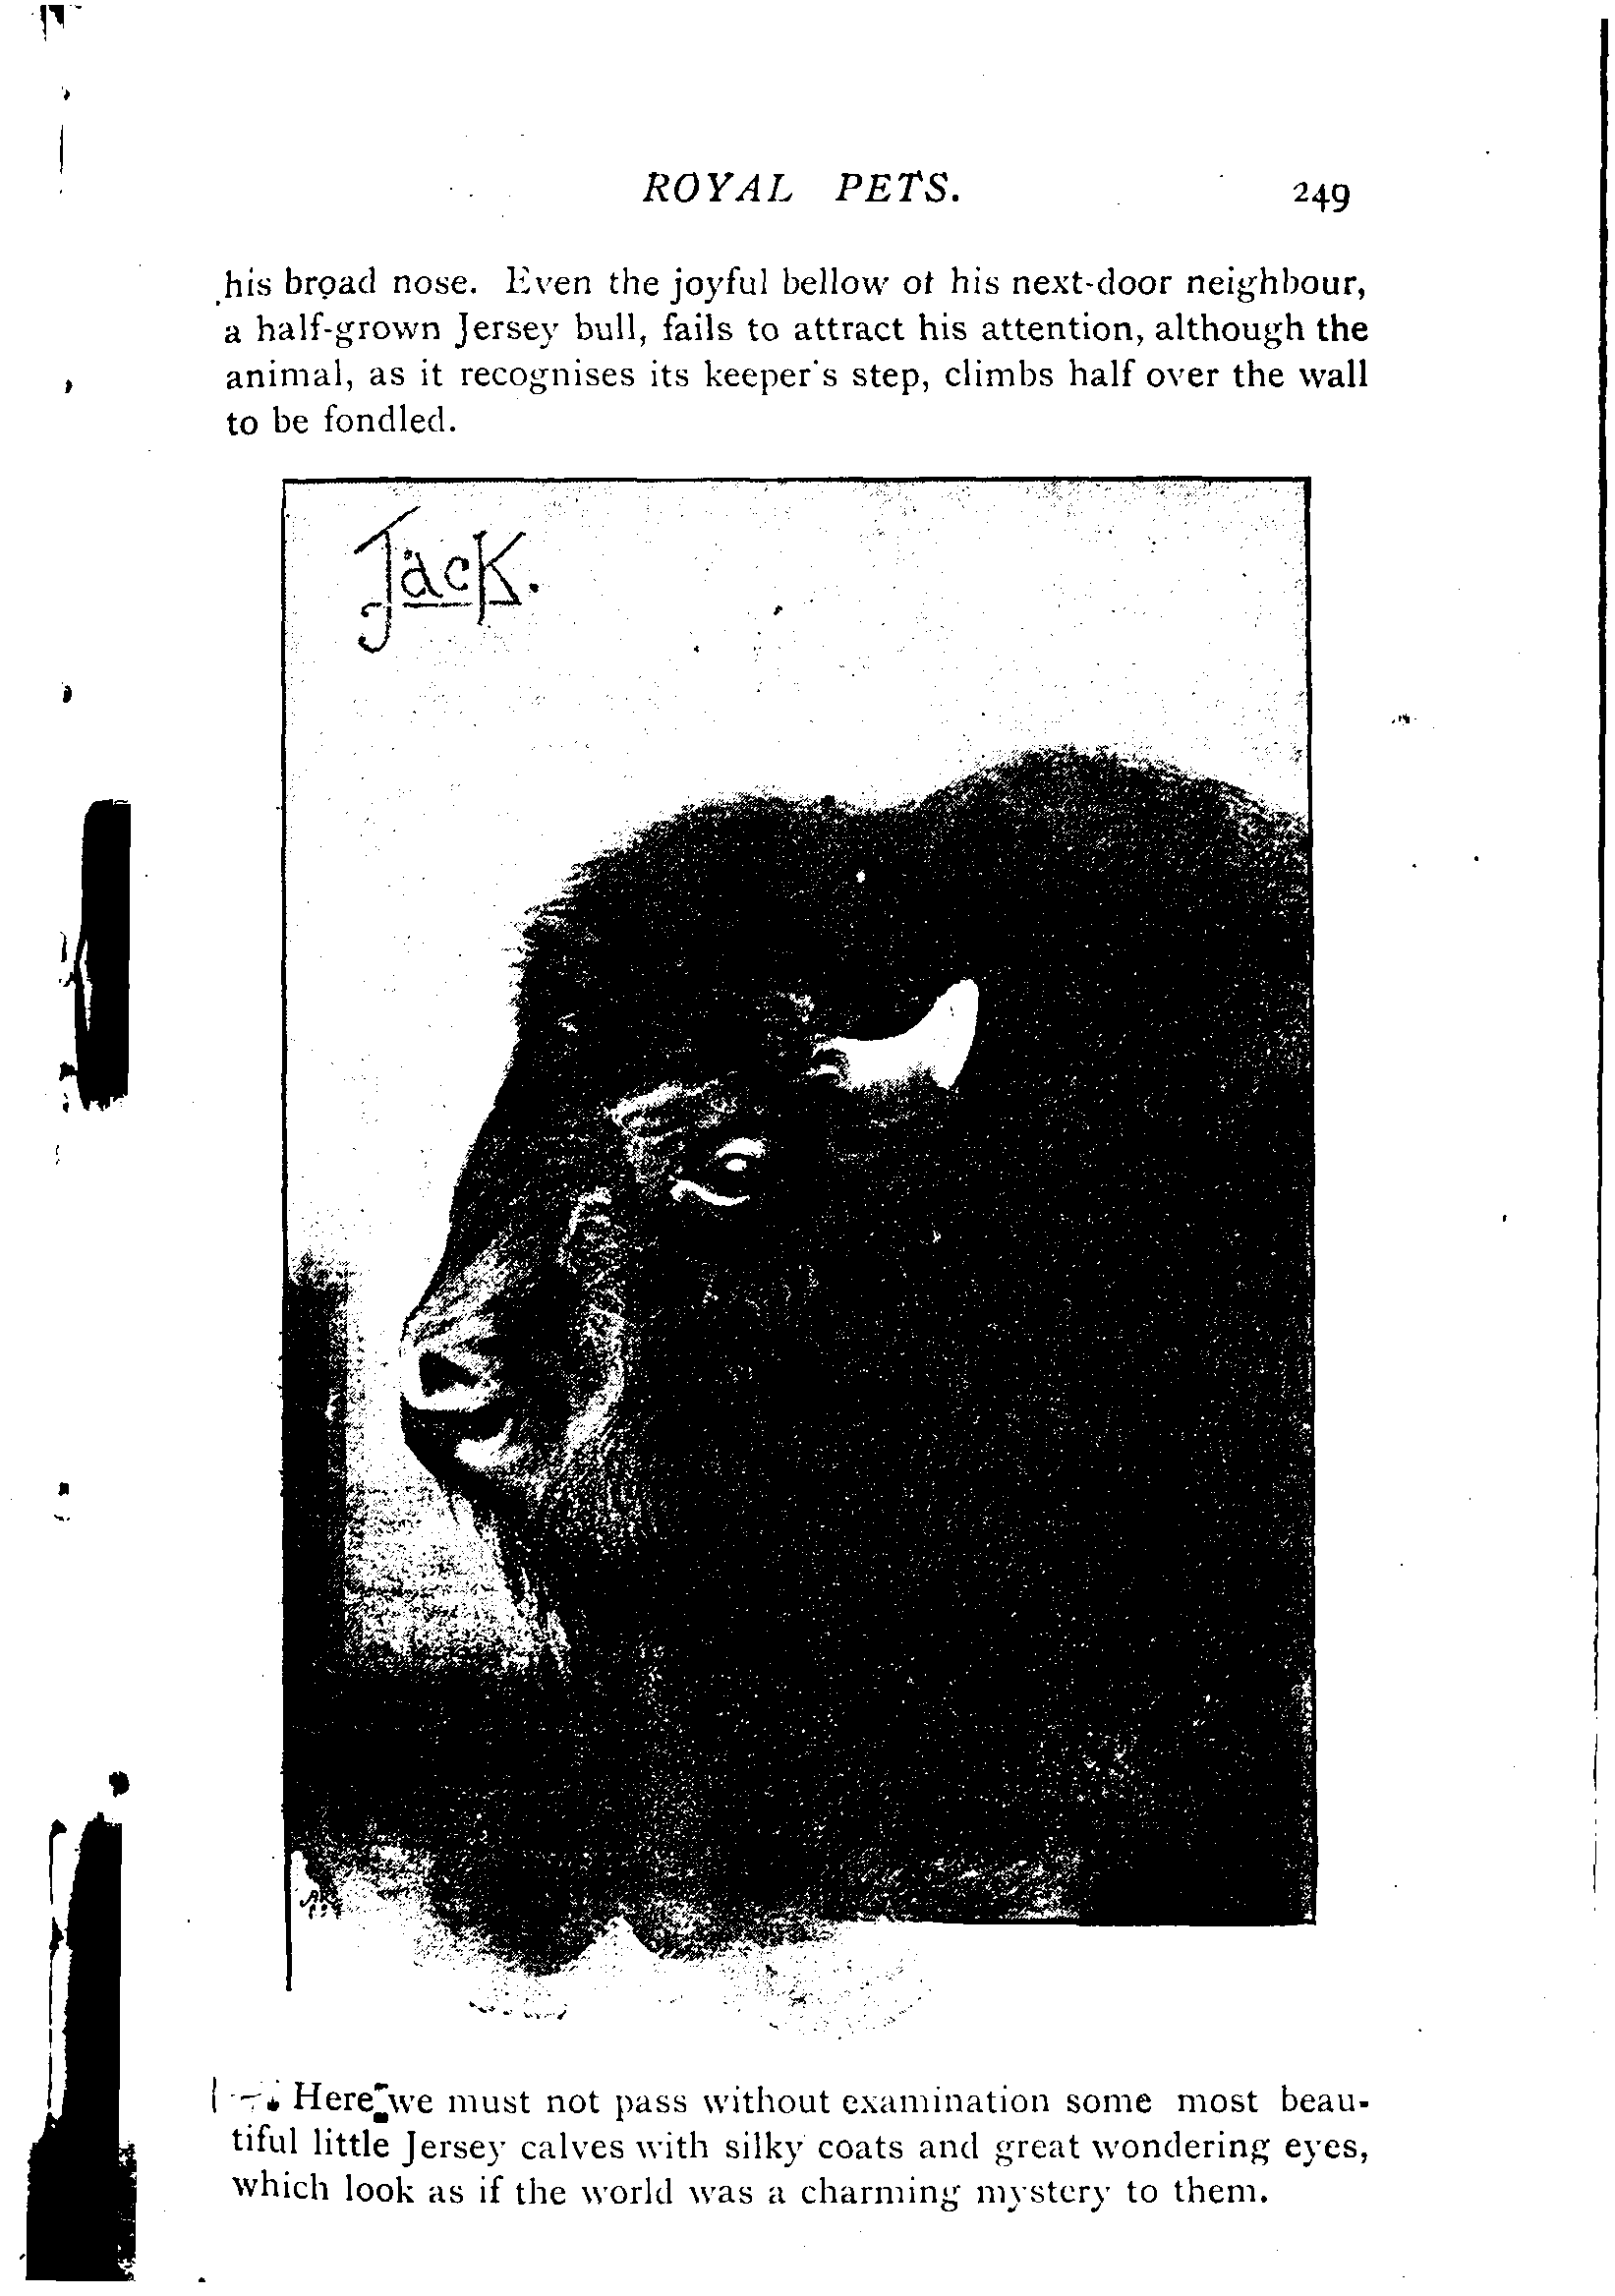 ROYAL PETS. 249
his broad nose. Even the joyful bellow of his next-door neighbour,
a half-grown Jersey bull, fails to attract his attention, although the
animal, as it recognises its keeper's step, climbs half over the wall
to be fondled.
Jack.
Here we must not pass without examination some most beau-
tiful little Jersey calves with silky coats and great wondering eyes,
which look as if the world was a charming mystery to them.